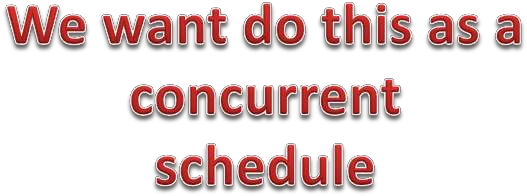 We want do this as a
concurrent
schedule